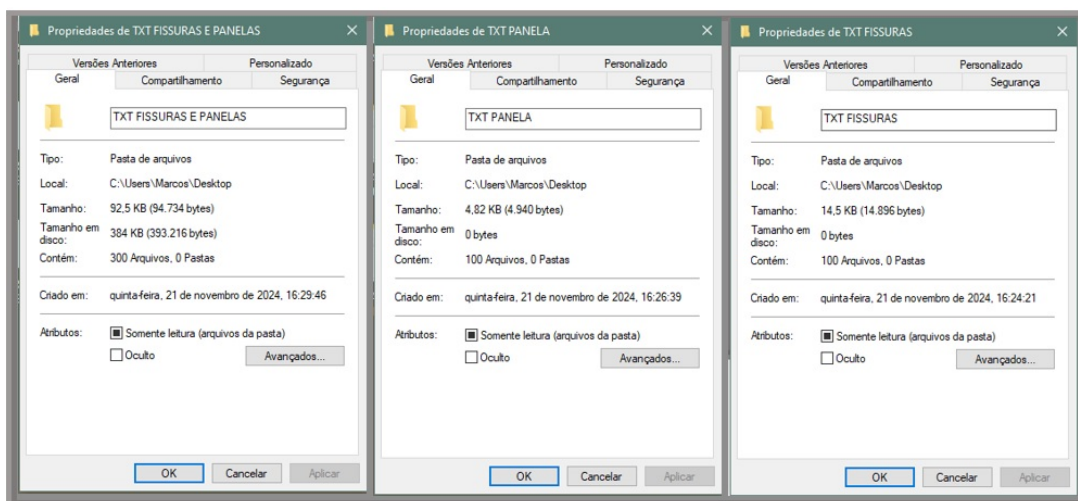 Propriedades de TXT FISSURAS E PANELAS
Versões Anteriores Personalizado
Geral Compartilhamento Segurança
TXT FISSURAS E PANELAS
Tipo: Pasta de arquivos
Local: C:\Users\Marcos\Desktop
Tamanho: 92,5 KB (94.734 bytes)
Tamanho em disco: 384 KB (393.216 bytes)
Contém: 300 Arquivos, 0 Pastas
Criado em: quinta-feira, 21 de novembro de 2024, 16:29:46
Atributos: Somente leitura (arquivos da pasta)
Oculto Avançados...
OK Cancelar Aplicar
Propriedades de TXT PANELA
Versões Anteriores Personalizado
Geral Compartilhamento Segurança
TXT PANELA
Tipo: Pasta de arquivos
Local: C:\Users\Marcos\Desktop
Tamanho: 4,82 KB (4.940 bytes)
Tamanho em disco: 0 bytes
Contém: 100 Arquivos, 0 Pastas
Criado em: quinta-feira, 21 de novembro de 2024, 16:26:39
Atributos: Somente leitura (arquivos da pasta)
Oculto Avançados...
OK Cancelar Aplicar
Propriedades de TXT FISSURAS
Versões Anteriores Personalizado
Geral Compartilhamento Segurança
TXT FISSURAS
Tipo: Pasta de arquivos
Local: C:\Users\Marcos\Desktop
Tamanho: 14,5 KB (14.896 bytes)
Tamanho em disco: 0 bytes
Contém: 100 Arquivos, 0 Pastas
Criado em: quinta-feira, 21 de novembro de 2024, 16:24:21
Atributos: Somente leitura (arquivos da pasta)
Oculto Avançados...
OK Cancelar Aplicar